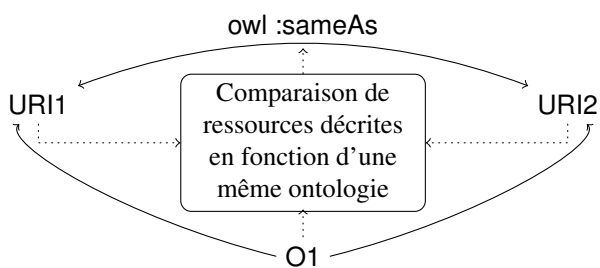 owl :sameAs
URI1
Comparaison de
ressources décrites
en fonction d'une
même ontologie
URI2
O1